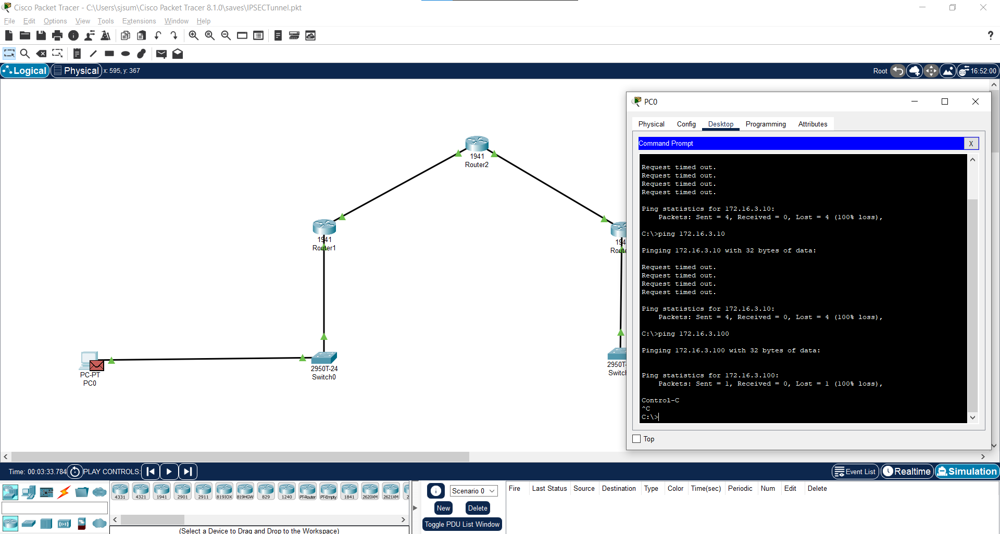 Cisco Packet Tracer - C:\Users\sjsum\Cisco Packet Tracer 8.1.0\saves\IPSECTunnel.pkt
File Edit Options View Tools Extensions Window Help
?
Logical Physical x: 595, y: 367
Root 16:52:00
1941
Router2
1941
Router1
194
Route
2950T-24
Switch0
2950T-
Switch
PC-PT
PC0
PC0
Physical Config Desktop Programming Attributes
Command Prompt X
Request timed out.
Request timed out.
Request timed out.
Request timed out.
Ping statistics for 172.16.3.10:
Packets: Sent = 4, Received = 0, Lost = 4 (100% loss),
C:\>ping 172.16.3.10
Pinging 172.16.3.10 with 32 bytes of data:
Request timed out.
Request timed out.
Request timed out.
Request timed out.
Ping statistics for 172.16.3.10:
Packets: Sent = 4, Received = 0, Lost = 4 (100% loss),
C:\>ping 172.16.3.100
Pinging 172.16.3.100 with 32 bytes of data:
Ping statistics for 172.16.3.100:
Packets: Sent = 1, Received = 0, Lost = 1 (100% loss),
Control-C
^C
C:\>
Top
Time: 00:03:33.784 PLAY CONTROLS:
Event List Realtime Simulation
4331 4321 1941 2901 2911 819IOX 819HGW 829 1240 PT-Router PT-Empty 1841 2620XM 2621XM 2
(Select a Device to Drag and Drop to the Workspace)
Scenario 0
New Delete
Toggle PDU List Window
Fire Last Status Source Destination Type Color Time(sec) Periodic Num Edit Delete